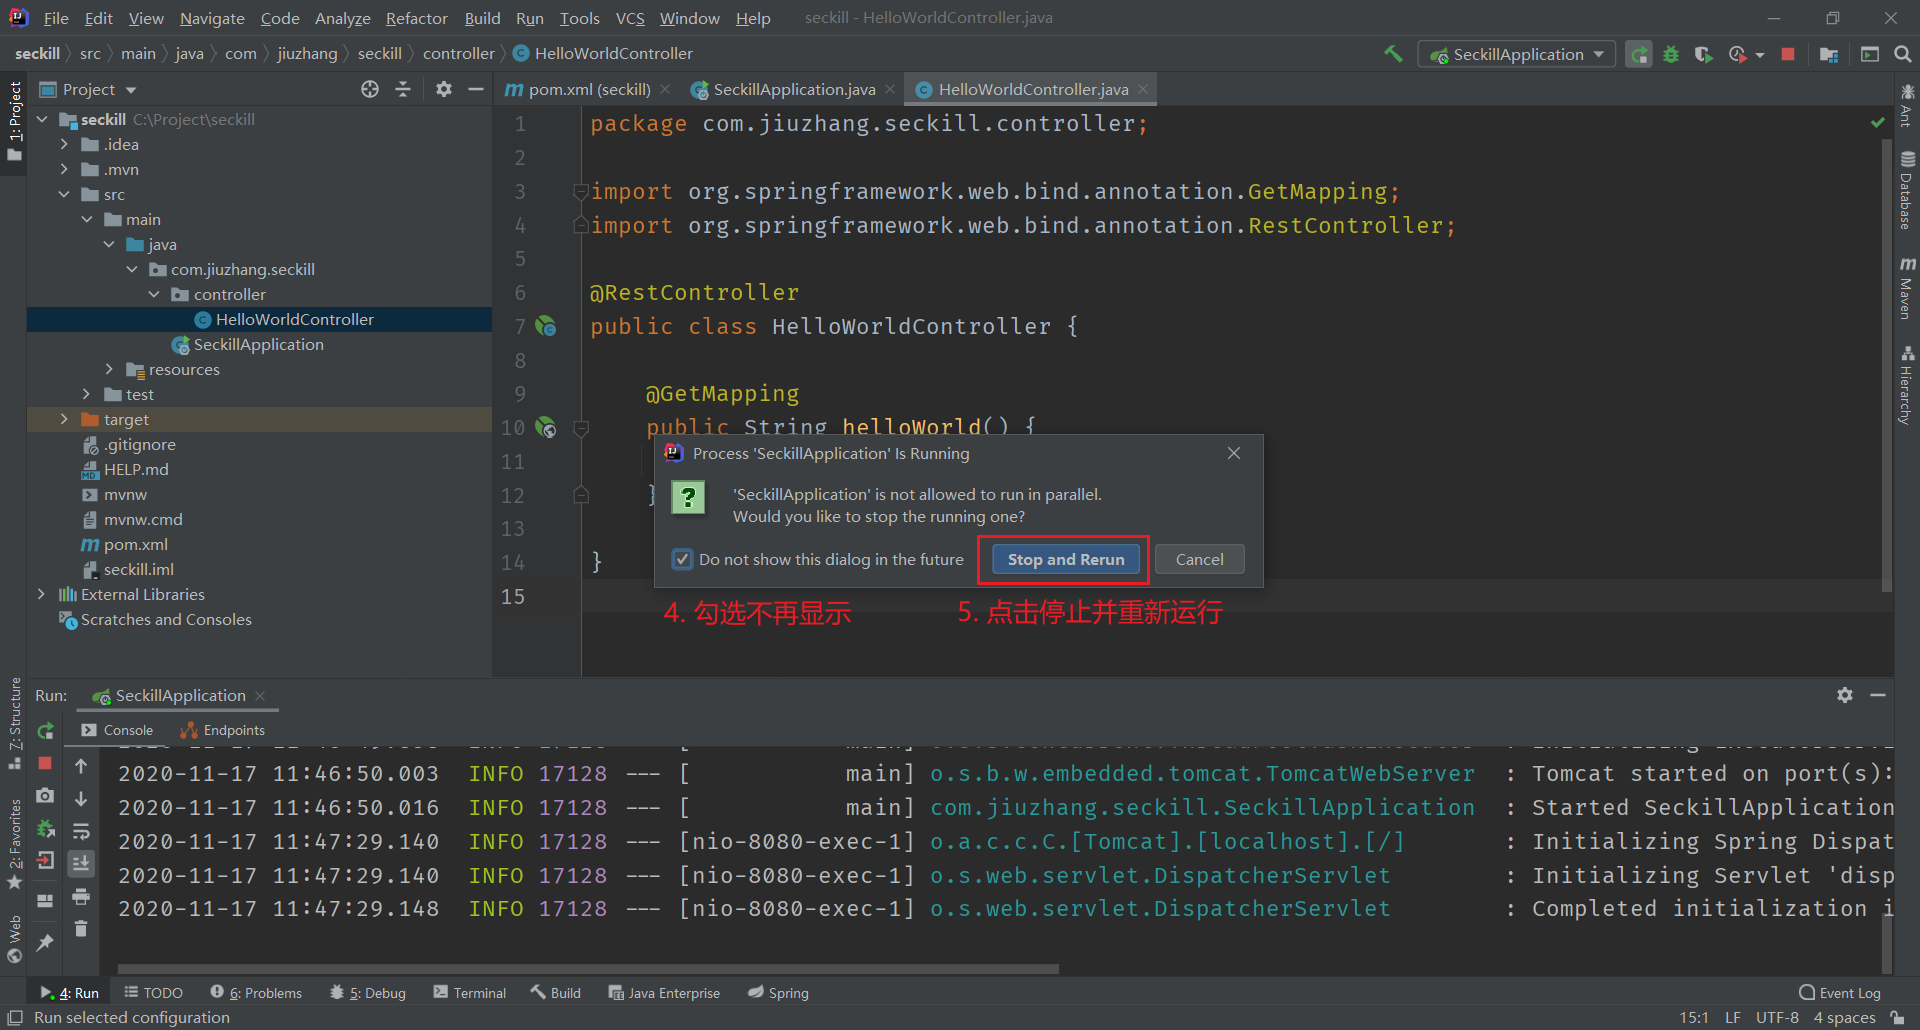 File Edit View Navigate Code Analyze Refactor Build Run Tools VCS Window Help seckill - HelloWorldController.java
seckill src main java com jiuzhang seckill controller HelloWorldController SeckillApplication
1: Project
Project
pom.xml (seckill) SeckillApplication.java HelloWorldController.java
seckill C:\Project\seckill
.idea
.mvn
src
main
java
com.jiuzhang.seckill
controller
HelloWorldController
SeckillApplication
resources
test
target
.gitignore
HELP.md
mvnw
mvnw.cmd
pom.xml
seckill.iml
External Libraries
Scratches and Consoles
1 package com.jiuzhang.seckill.controller;
2
3 import org.springframework.web.bind.annotation.GetMapping;
4 import org.springframework.web.bind.annotation.RestController;
5
6 @RestController
7 public class HelloWorldController {
8
9 @GetMapping
10 public String helloWorld() {
11
12 }
13
14 }
15
Process 'SeckillApplication' Is Running
'SeckillApplication' is not allowed to run in parallel.
Would you like to stop the running one?
Do not show this dialog in the future Stop and Rerun Cancel
4. 勾选不再显示 5. 点击停止并重新运行
Ant
Database
Maven
Hierarchy
7: Structure
2: Favorites
Web
Run: SeckillApplication
Console Endpoints
2020-11-17 11:46:50.003 INFO 17128 --- [ main] o.s.b.w.embedded.tomcat.TomcatWebServer : Tomcat started on port(s):
2020-11-17 11:46:50.016 INFO 17128 --- [ main] com.jiuzhang.seckill.SeckillApplication : Started SeckillApplication
2020-11-17 11:47:29.140 INFO 17128 --- [nio-8080-exec-1] o.a.c.c.C.[Tomcat].[localhost].[/] : Initializing Spring Dispat
2020-11-17 11:47:29.140 INFO 17128 --- [nio-8080-exec-1] o.s.web.servlet.DispatcherServlet : Initializing Servlet 'disp
2020-11-17 11:47:29.148 INFO 17128 --- [nio-8080-exec-1] o.s.web.servlet.DispatcherServlet : Completed initialization i
4: Run TODO 6: Problems 5: Debug Terminal Build Java Enterprise Spring Event Log
Run selected configuration 15:1 LF UTF-8 4 spaces